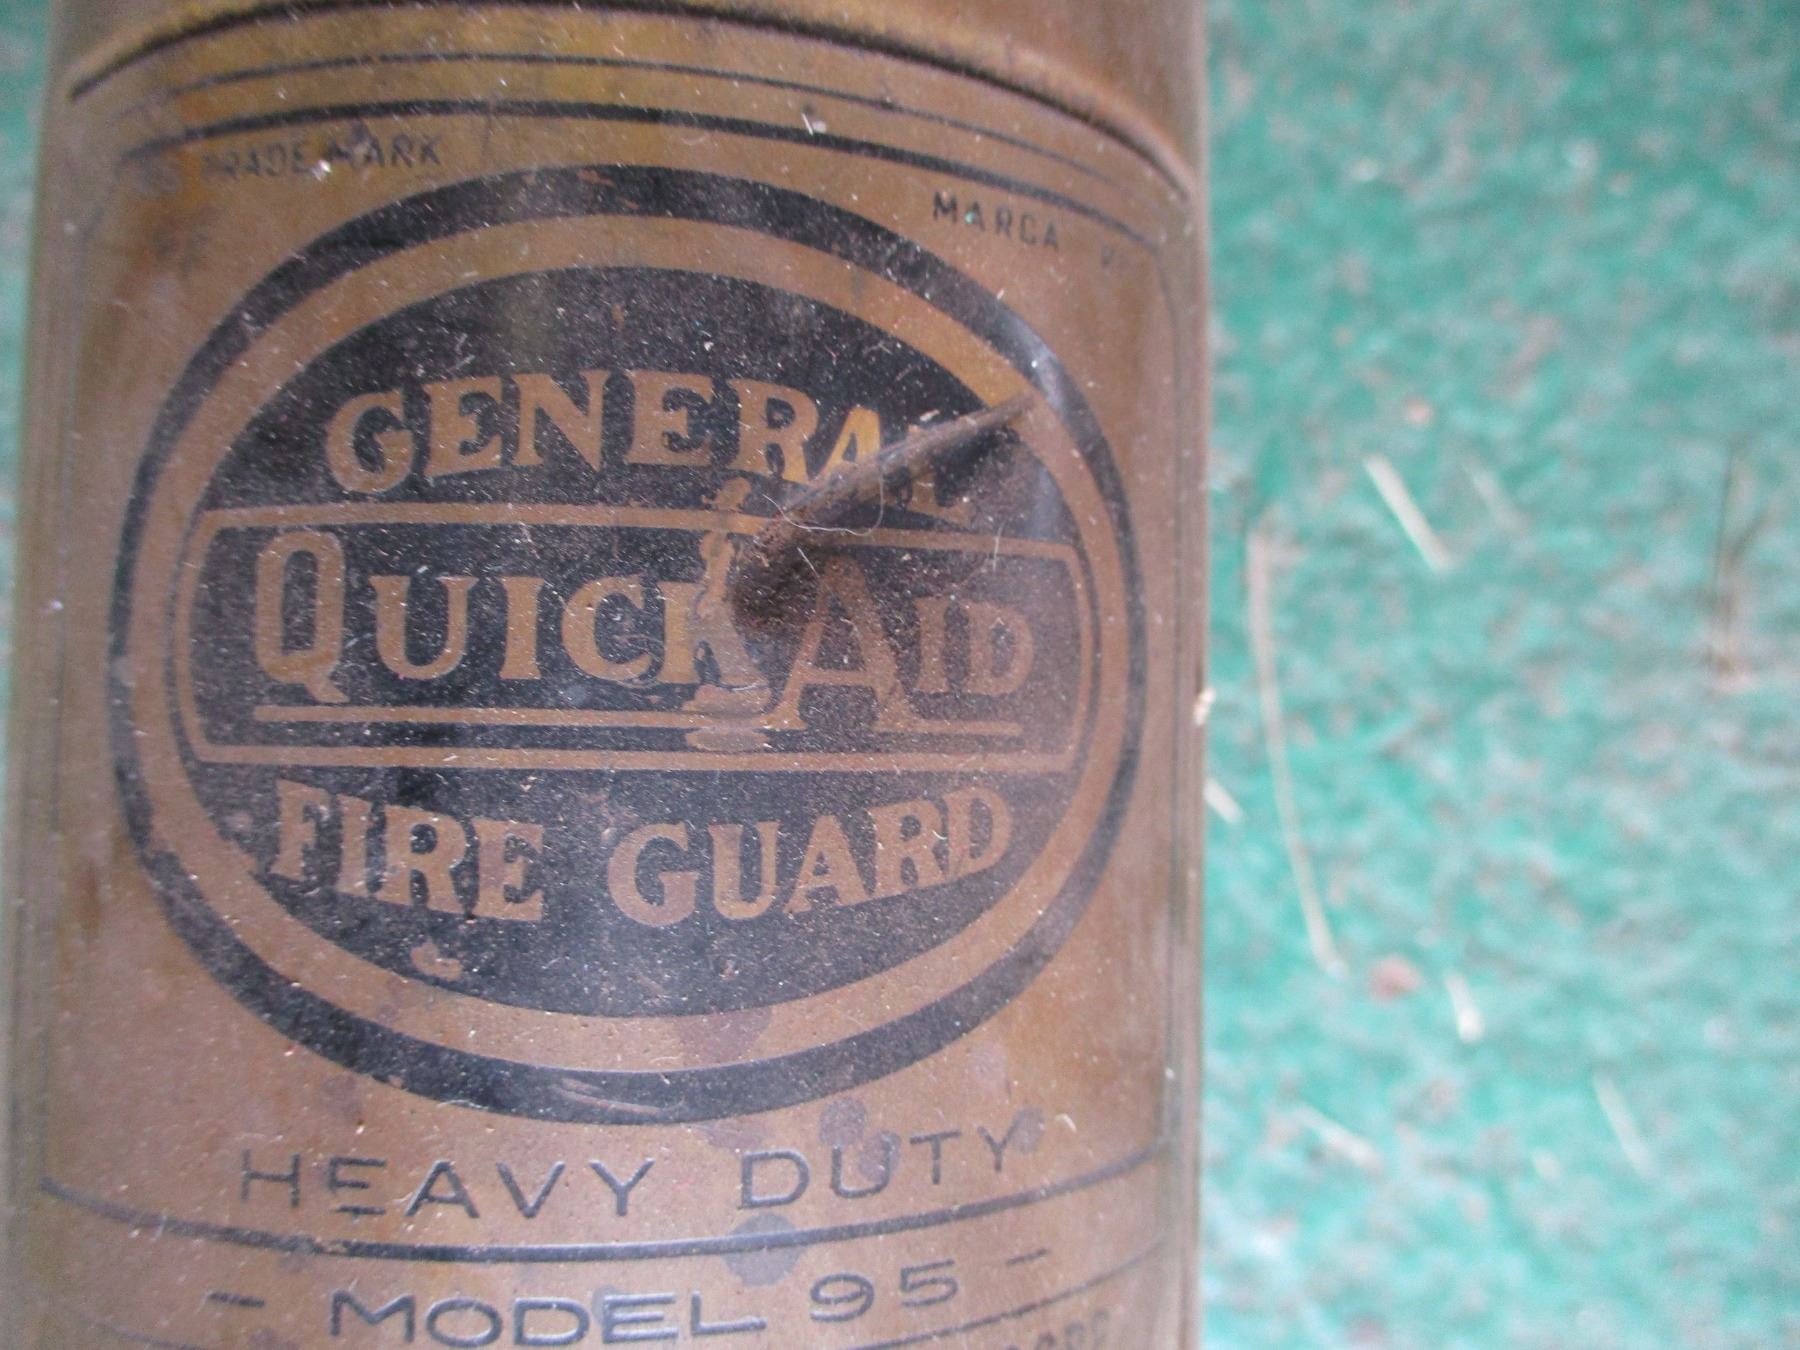 TRADE MARK
MARCA
GENERAL
QUICK AID
FIRE GUARD
HEAVY DUTY
- MODEL 95 -